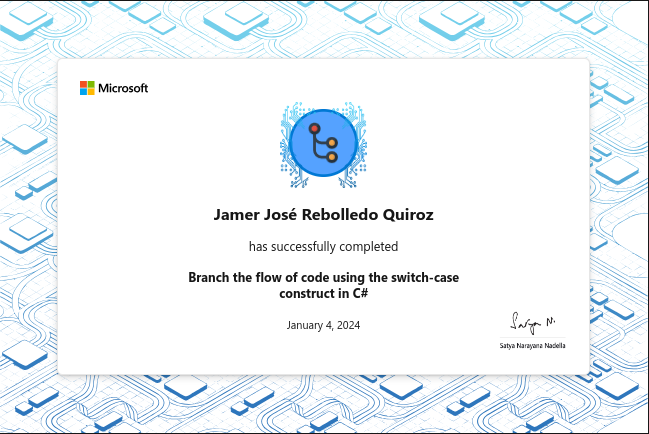 Microsoft
Jamer José Rebolledo Quiroz
has successfully completed
Branch the flow of code using the switch-case
construct in C#
January 4, 2024
Satya N.
Satya Narayana Nadella